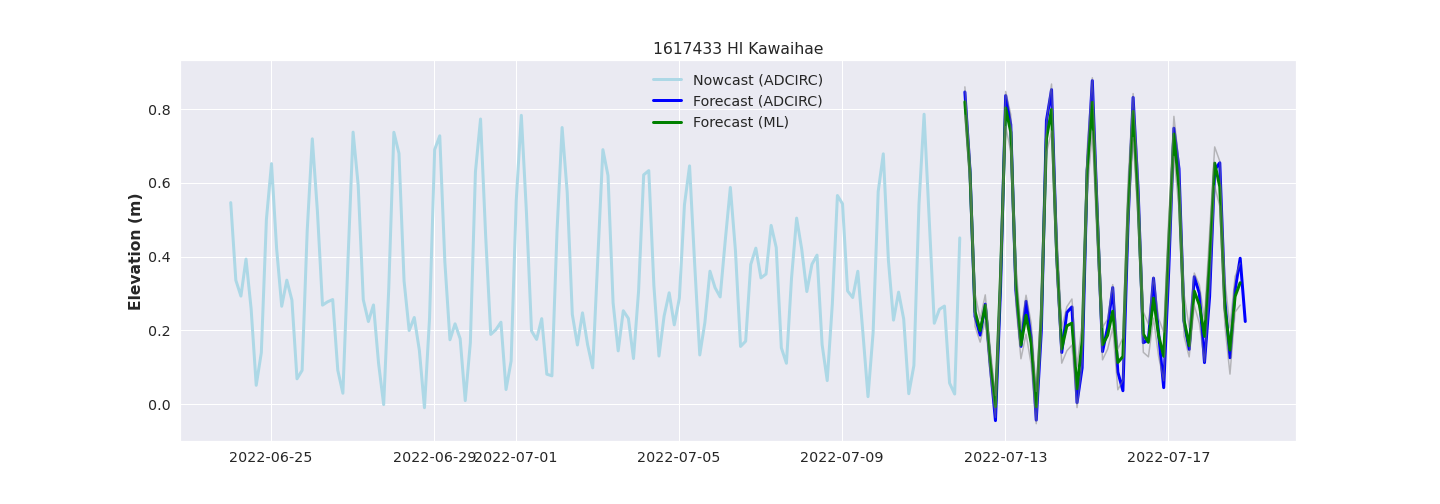 1617433 HI Kawaihae
Nowcast (ADCIRC)
Forecast (ADCIRC)
Forecast (ML)
Elevation (m)
0.8
0.6
0.4
0.2
0.0
2022-06-25
2022-06-29
2022-07-01
2022-07-05
2022-07-09
2022-07-13
2022-07-17